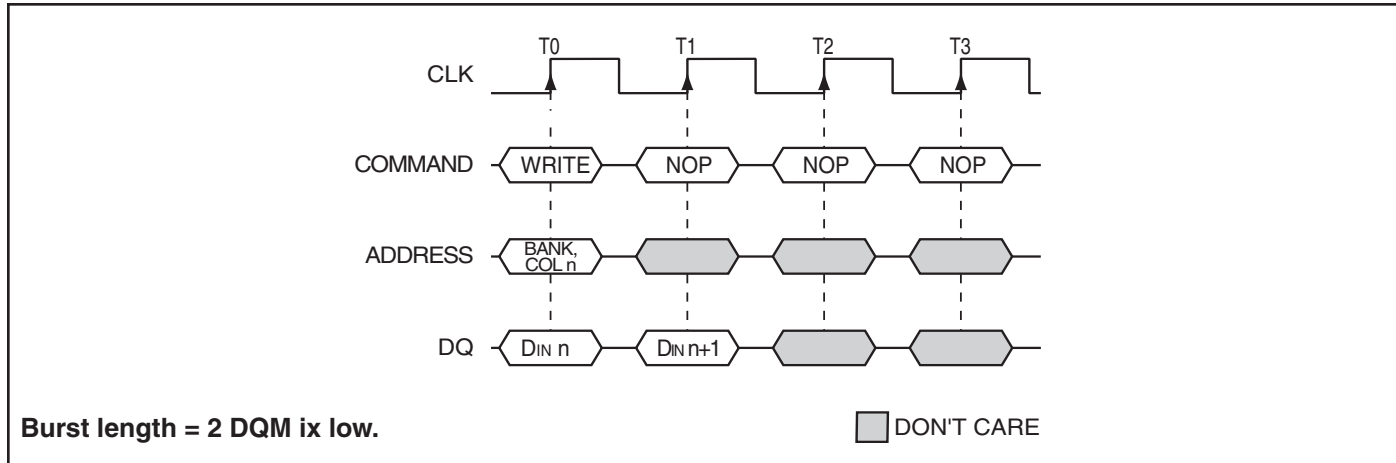 T0 T1 T2 T3
CLK
COMMAND WRITE NOP NOP NOP
ADDRESS BANK,
COL n
DQ DIN n DIN n+1
Burst length = 2 DQM ix low. DON'T CARE